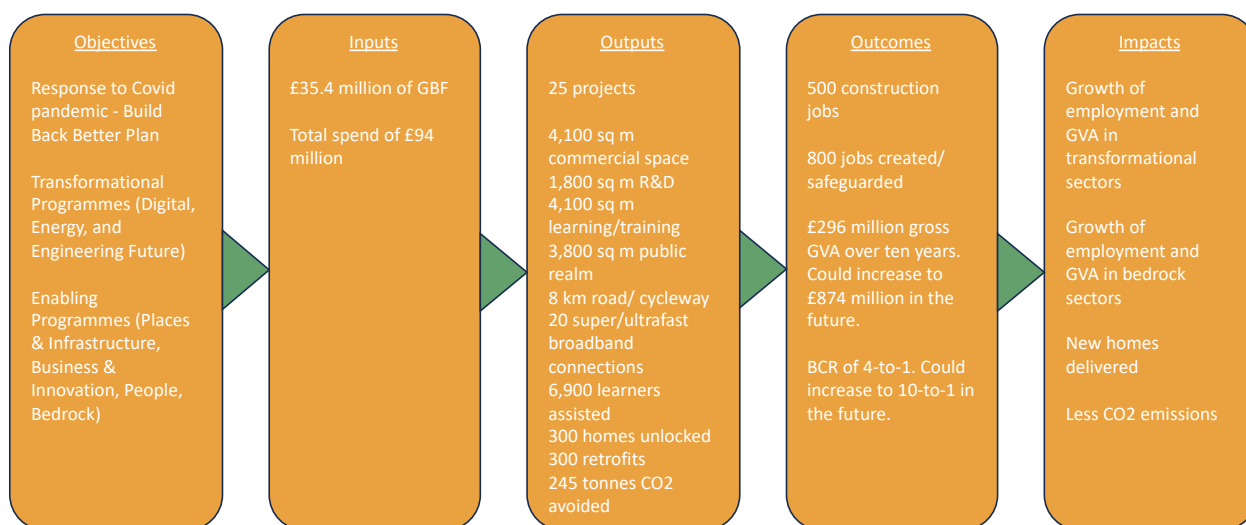 Objectives
Response to Covid
pandemic - Build
Back Better Plan
Transformational
Programmes (Digital,
Energy, and
Engineering Future)
Enabling
Programmes (Places
& Infrastructure,
Business &
Innovation, People,
Bedrock)
Inputs
£35.4 million of GBF
Total spend of £94
million
Outputs
25 projects
4,100 sq m
commercial space
1,800 sq m R&D
4,100 sq m
learning/training
3,800 sq m public
realm
8 km road/ cycleway
20 super/ultrafast
broadband
connections
6,900 learners
assisted
300 homes unlocked
300 retrofits
245 tonnes CO2
avoided
Outcomes
500 construction
jobs
800 jobs created/
safeguarded
£296 million gross
GVA over ten years.
Could increase to
£874 million in the
future.
BCR of 4-to-1. Could
increase to 10-to-1 in
the future.
Impacts
Growth of
employment and
GVA in
transformational
sectors
Growth of
employment and
GVA in bedrock
sectors
New homes
delivered
Less CO2 emissions